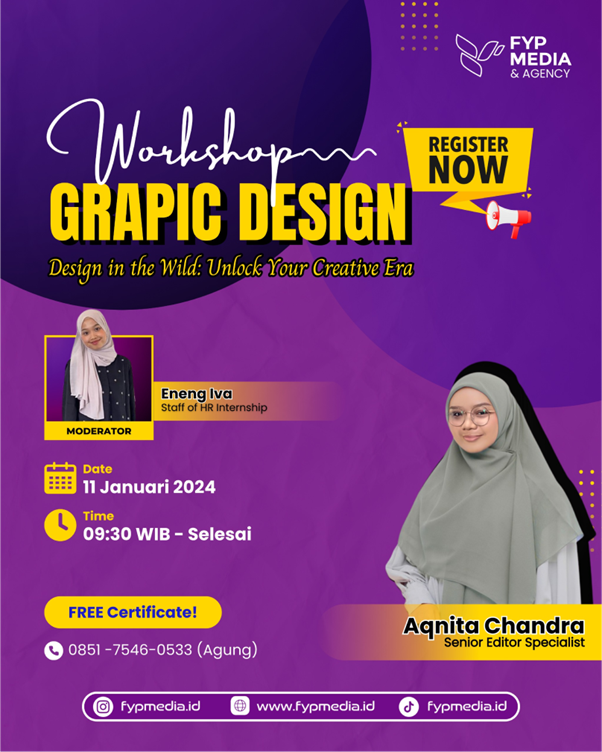 FYP
MEDIA
& AGENCY
Workshop
REGISTER
NOW
GRAPIC DESIGN
Design in the Wild: Unlock Your Creative Era
Eneng Iva
Staff of HR Internship
MODERATOR
Date
11 Januari 2024
Time
09:30 WIB - Selesai
FREE Certificate!
Aqnita Chandra
Senior Editor Specialist
0851 -7546-0533 (Agung)
fypmedia.id
www.fypmedia.id
fypmedia.id